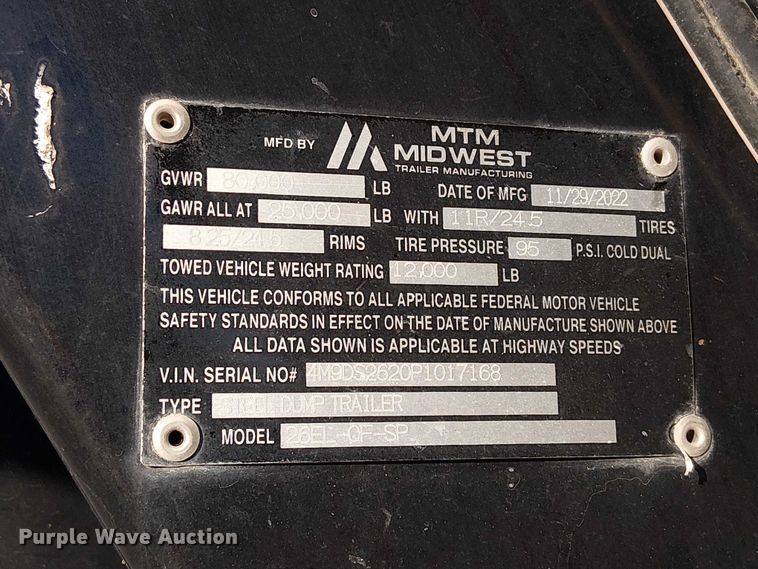 MFD BY MTM
MIDWEST
TRAILER MANUFACTURING
GVWR 80,000 LB DATE OF MFG 11/29/2022
GAWR ALL AT 25,000 LB WITH 11R/24.5 TIRES
8.25/24.5 RIMS TIRE PRESSURE 95 P.S.I. COLD DUAL
TOWED VEHICLE WEIGHT RATING 12,000 LB
THIS VEHICLE CONFORMS TO ALL APPLICABLE FEDERAL MOTOR VEHICLE
SAFETY STANDARDS IN EFFECT ON THE DATE OF MANUFACTURE SHOWN ABOVE
ALL DATA SHOWN IS APPLICABLE AT HIGHWAY SPEEDS
V.I.N. SERIAL NO# 4M9DS2620P1017168
TYPE STEEL DUMP TRAILER
MODEL 26EL-QF-SP
Purple Wave Auction